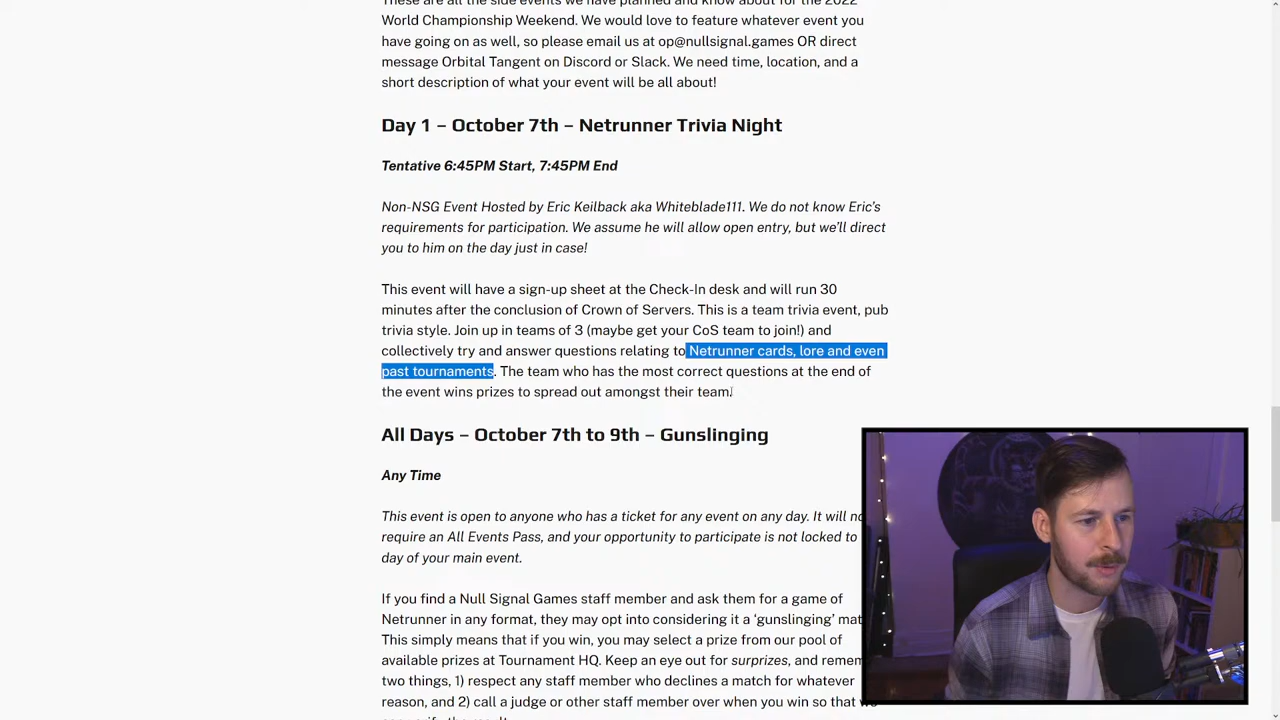 These are all the side events we have planned and know about for the 2022
World Championship Weekend. We would love to feature whatever event you
have going on as well, so please email us at op@nullsignal.games OR direct
message Orbital Tangent on Discord or Slack. We need time, location, and a
short description of what your event will be all about!
Day 1 – October 7th – Netrunner Trivia Night
Tentative 6:45PM Start, 7:45PM End
Non-NSG Event Hosted by Eric Keilback aka Whiteblade111. We do not know Eric's
requirements for participation. We assume he will allow open entry, but we'll direct
you to him on the day just in case!
This event will have a sign-up sheet at the Check-In desk and will run 30
minutes after the conclusion of Crown of Servers. This is a team trivia event, pub
trivia style. Join up in teams of 3 (maybe get your CoS team to join!) and
collectively try and answer questions relating to Netrunner cards, lore and even
past tournaments. The team who has the most correct questions at the end of
the event wins prizes to spread out amongst their team.
All Days – October 7th to 9th – Gunslinging
Any Time
This event is open to anyone who has a ticket for any event on any day. It will
require an All Events Pass, and your opportunity to participate is not locked to
day of your main event.
If you find a Null Signal Games staff member and ask them for a game of
Netrunner in any format, they may opt into considering it a 'gunslinging'
This simply means that if you win, you may select a prize from our pool of
available prizes at Tournament HQ. Keep an eye out for surprises, and
two things, 1) respect any staff member who declines a match for whatever
reason, and 2) call a judge or other staff member over when you win so that